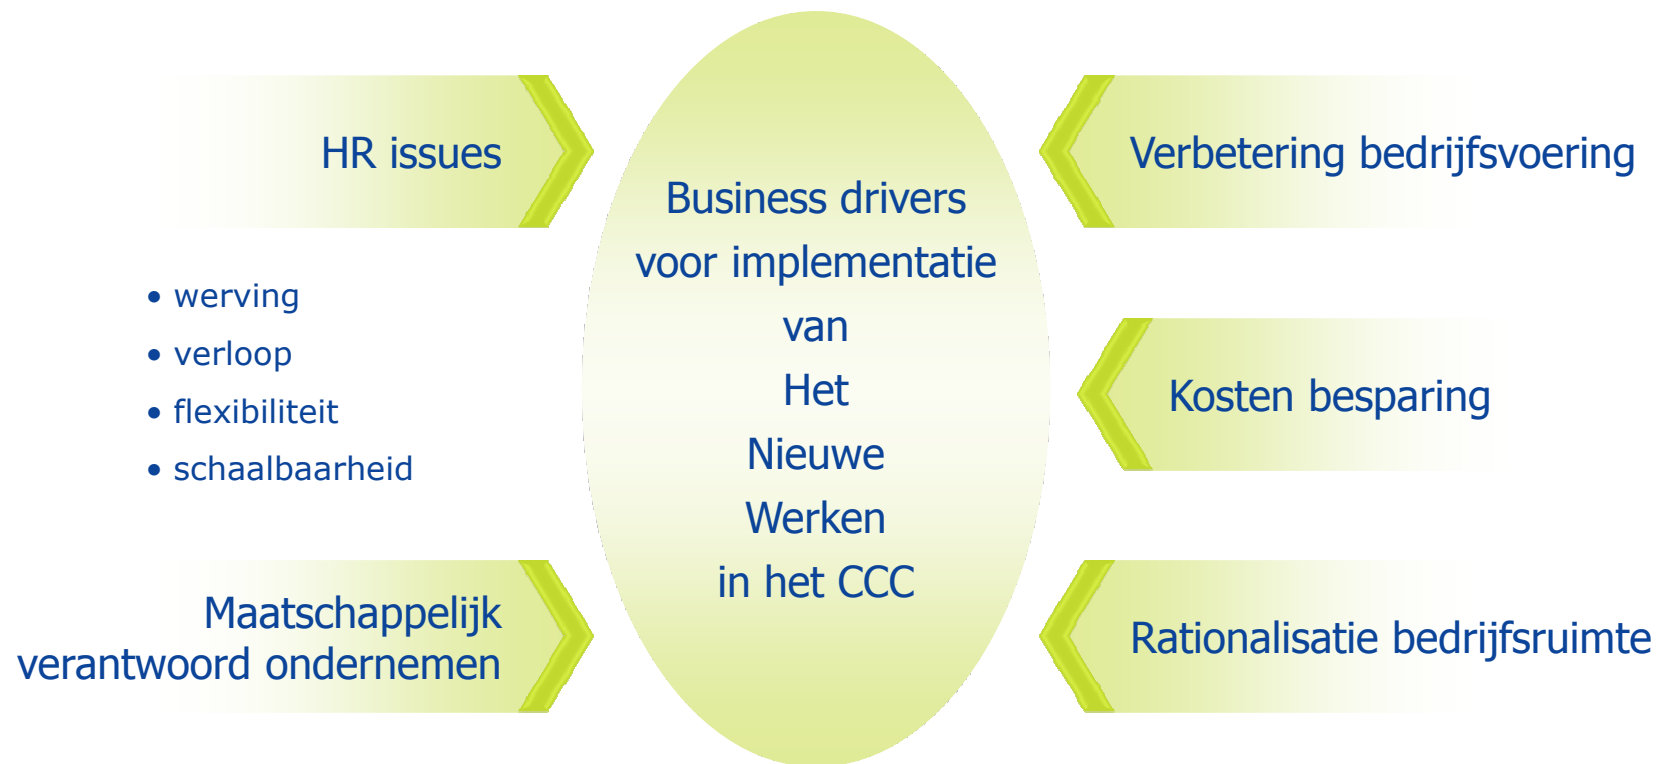 HR issues
• werving
• verloop
• flexibiliteit
• schaalbaarheid
Maatschappelijk
verantwoord ondernemen
Business drivers
voor implementatie
van
Het
Nieuwe
Werken
in het CCC
Verbetering bedrijfsvoering
Kosten besparing
Rationalisatie bedrijfsruimte